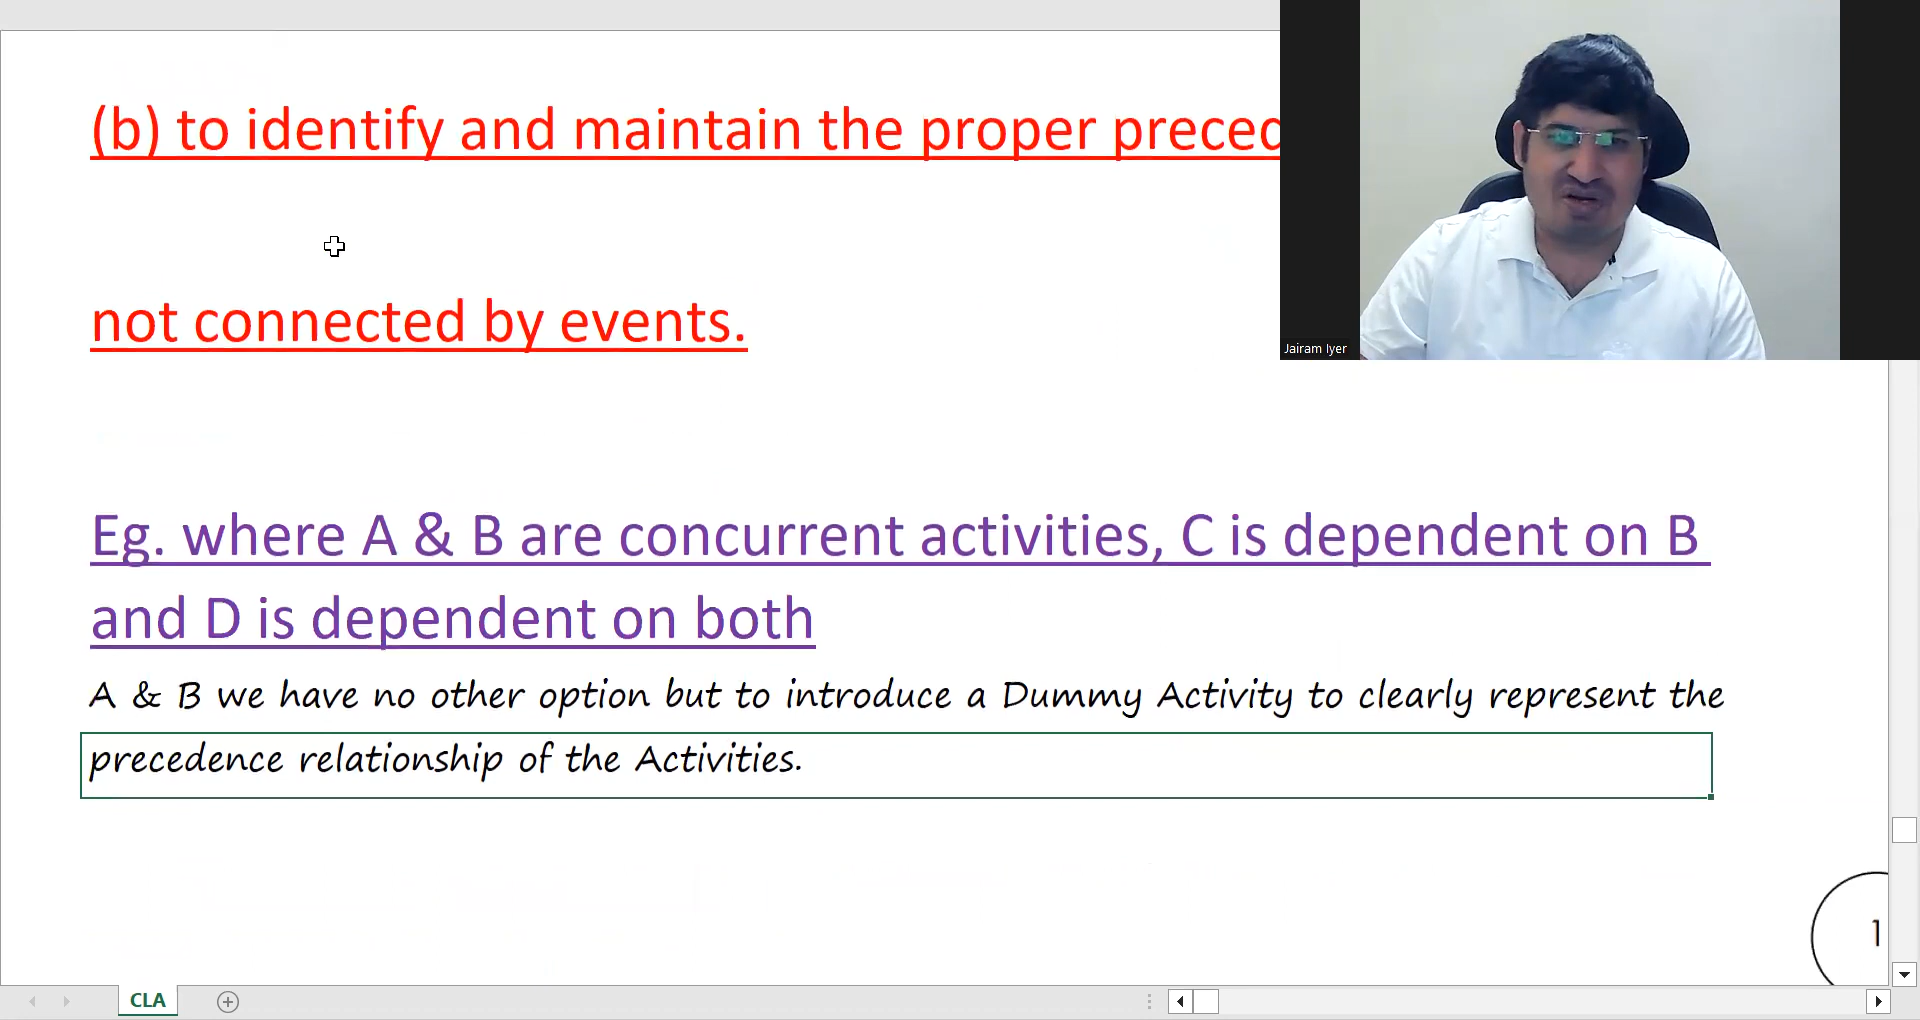 (b) to identify and maintain the proper preced
Jairam Iyer
not connected by events.
Eg. where A & B are concurrent activities, C is dependent on B
and D is dependent on both
A & B we have no other option but to introduce a Dummy Activity to clearly represent the
precedence relationship of the Activities.
1
CLA